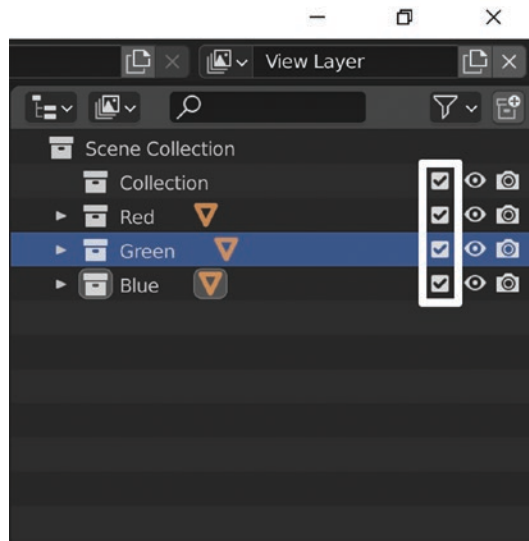 View Layer
Scene Collection
Collection
Red
Green
Blue